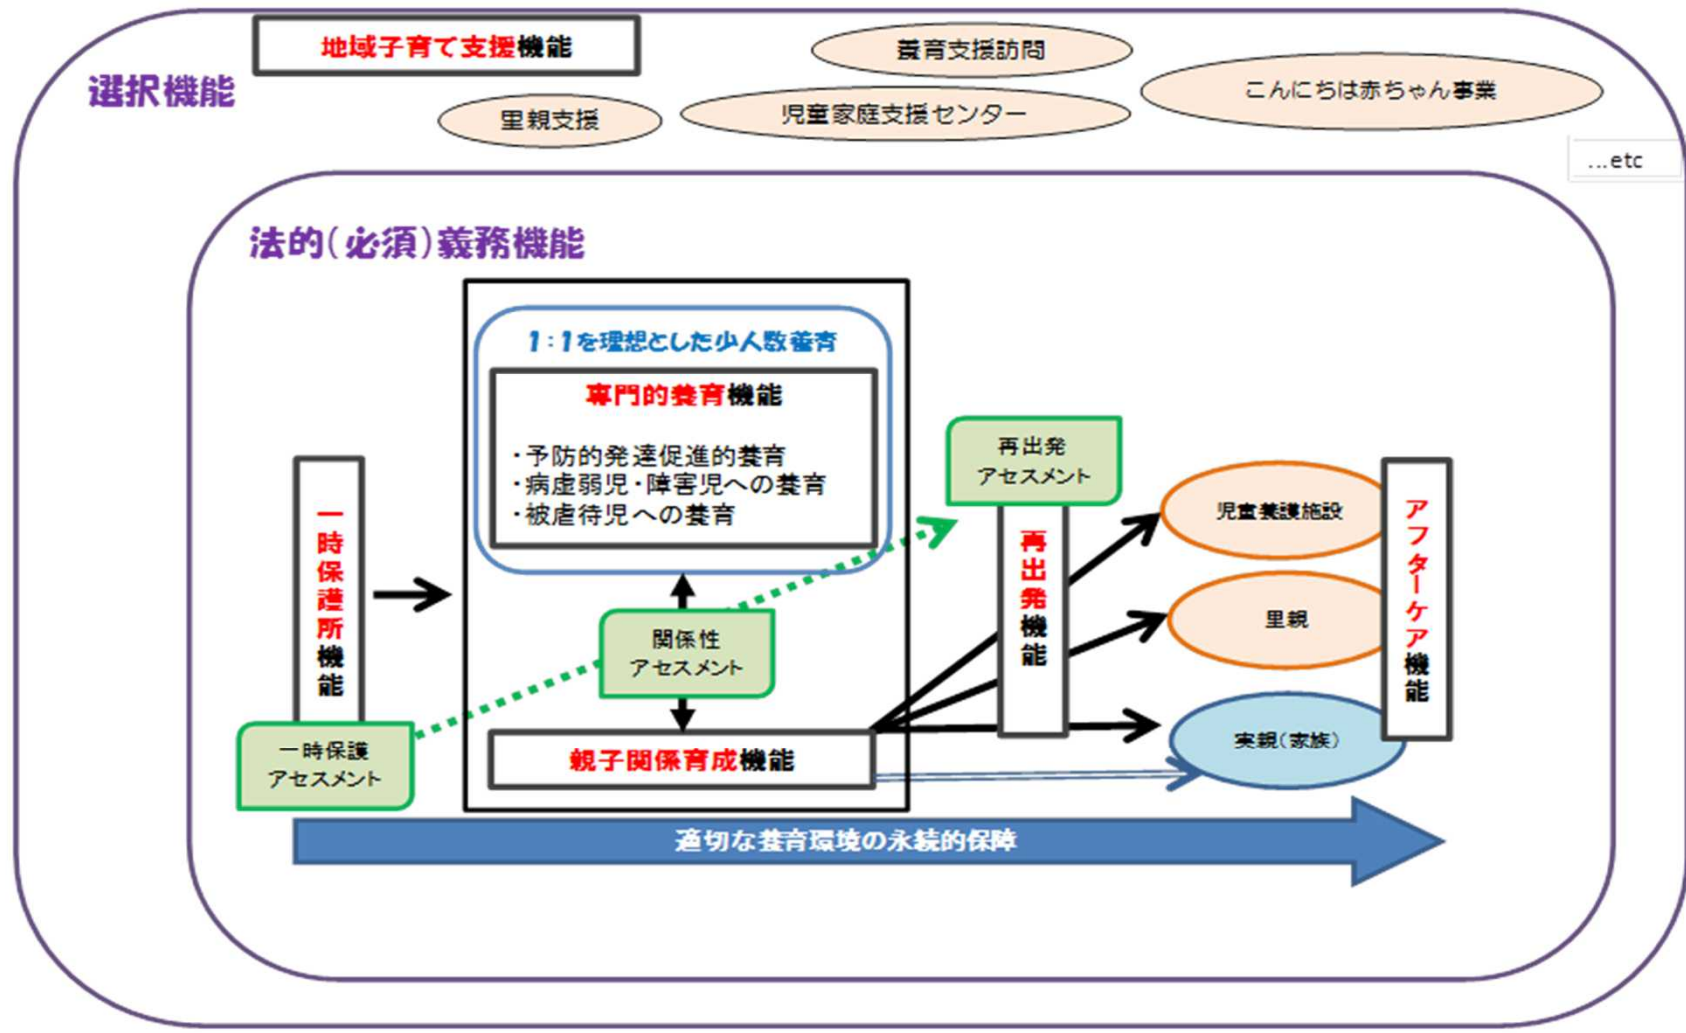 地域子育て支援機能
養育支援訪問
選択機能
こんにちは赤ちゃん事業
里親支援
児童家庭支援センター
...etc
法的(必須)義務機能
1:1を理想とした少人数養育
専門的養育機能
・予防的発達促進的養育
・病虚弱児・障害児への養育
・被虐待児への養育
再出発
アセスメント
一時保護所機能
再出発機能
児童養護施設
アフターケア機能
里親
関係性
アセスメント
実親(家族)
一時保護
アセスメント
親子関係育成機能
適切な養育環境の永続的保障